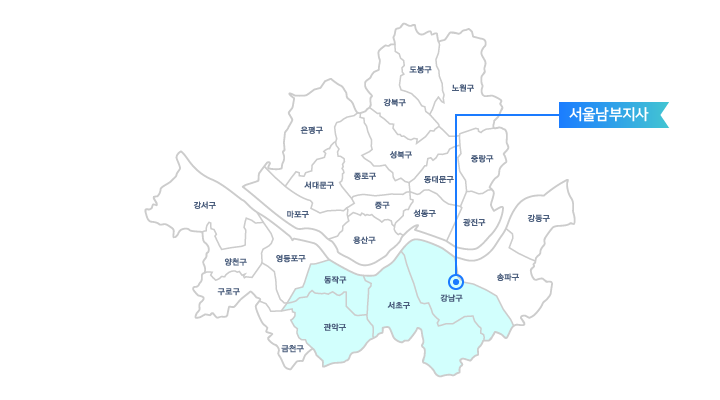 도봉구
노원구
강북구
서울남부지사
은평구
성북구
중랑구
종로구
동대문구
서대문구
중구
마포구
성동구
강서구
광진구
강동구
용산구
양천구
영등포구
동작구
송파구
구로구
강남구
서초구
관악구
금천구